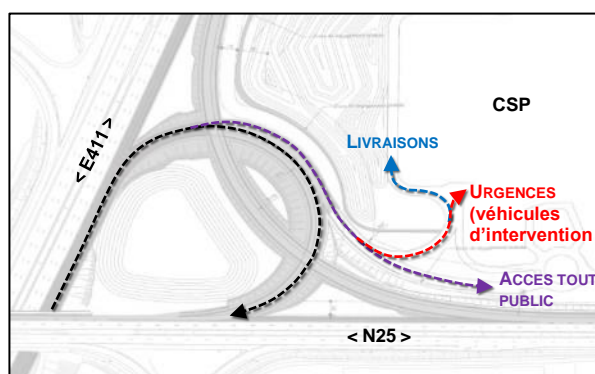 CSP
< E411 >
LIVRAISONS
URGENCES
(véhicules
d'intervention
ACCES TOUT
PUBLIC
< N25 >